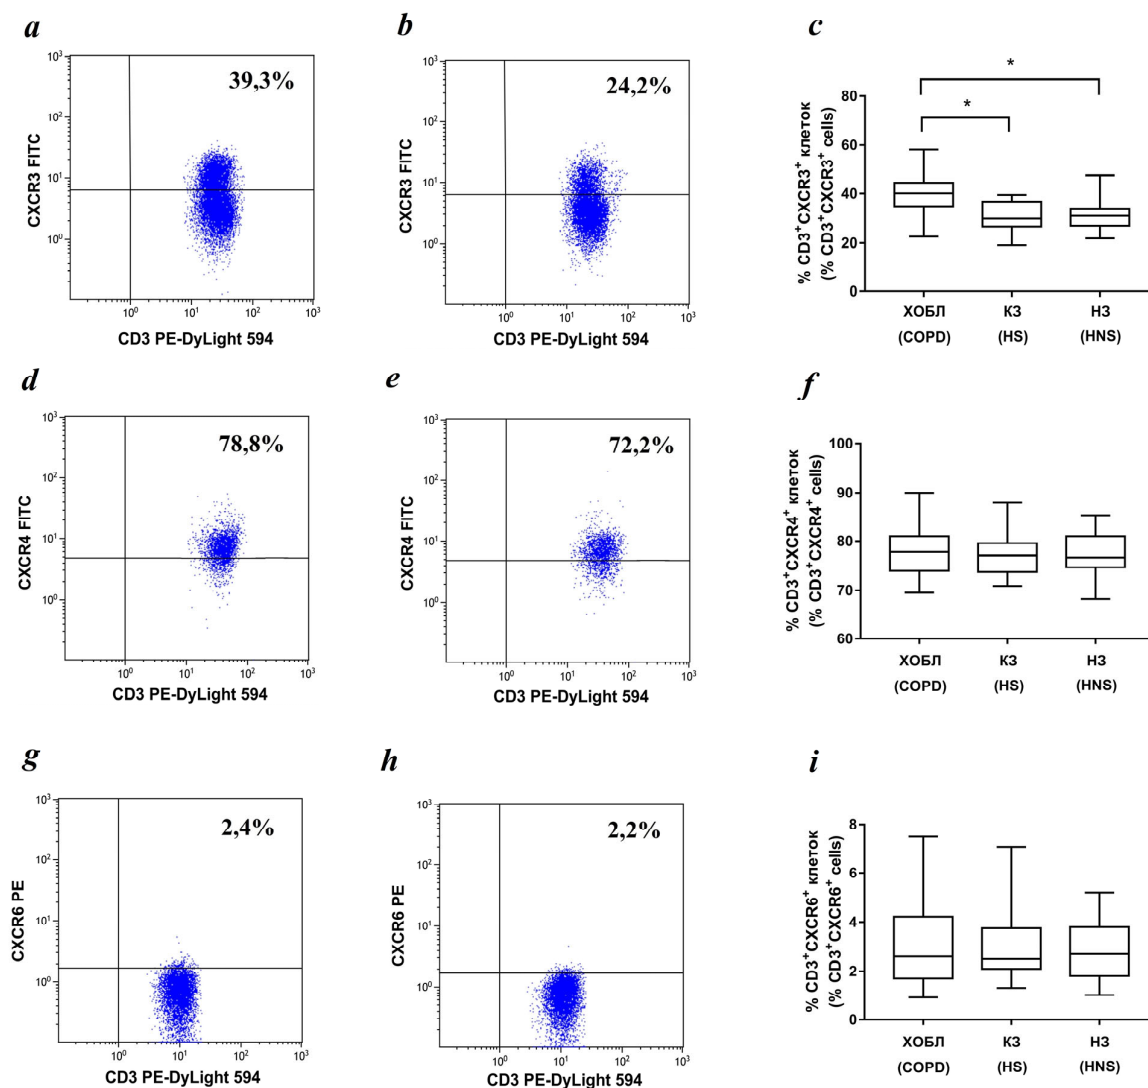 a
10³
10²
10¹
10⁰
39,3%
CXCR3 FITC
10⁰ 10¹ 10² 10³
CD3 PE-DyLight 594
b
10³
10²
10¹
10⁰
24,2%
CXCR3 FITC
10⁰ 10¹ 10² 10³
CD3 PE-DyLight 594
c
% CD3⁺CXCR3⁺ клеток
(% CD3⁺CXCR3⁺ cells)
80
60
40
20
0
*
*
ХОБЛ КЗ НЗ
(COPD) (HS) (HNS)
d
10³
10²
10¹
10⁰
78,8%
CXCR4 FITC
10⁰ 10¹ 10² 10³
CD3 PE-DyLight 594
e
10³
10²
10¹
10⁰
72,2%
CXCR4 FITC
10⁰ 10¹ 10² 10³
CD3 PE-DyLight 594
f
% CD3⁺CXCR4⁺ клеток
(% CD3⁺CXCR4⁺ cells)
100
90
80
70
60
ХОБЛ КЗ НЗ
(COPD) (HS) (HNS)
g
10³
10²
10¹
10⁰
2,4%
CXCR6 PE
10⁰ 10¹ 10² 10³
CD3 PE-DyLight 594
h
10³
10²
10¹
10⁰
2,2%
CXCR6 PE
10⁰ 10¹ 10² 10³
CD3 PE-DyLight 594
i
% CD3⁺CXCR6⁺ клеток
(% CD3⁺CXCR6⁺ cells)
8
6
4
2
0
ХОБЛ КЗ НЗ
(COPD) (HS) (HNS)